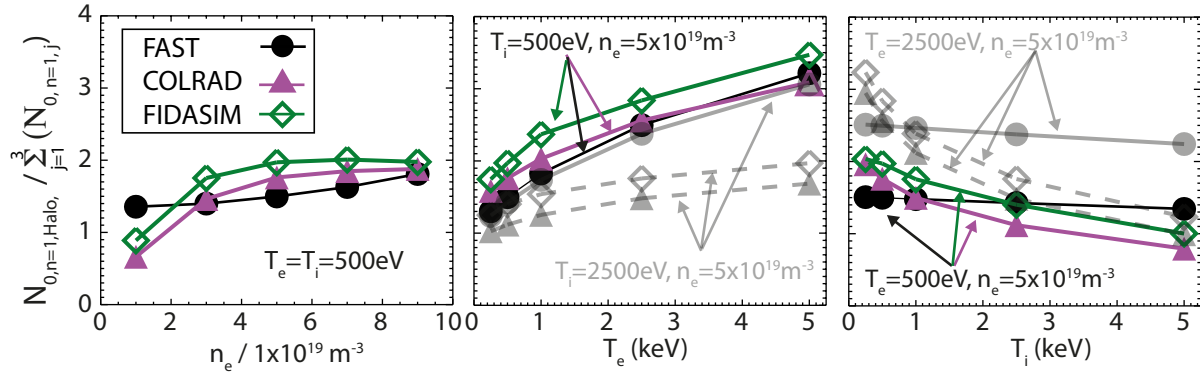 N0,n=1,Halo, / Σ3j=1 (N0, n=1, j)
4
3
2
1
0
FAST
COLRAD
FIDASIM
Te=Ti=500eV
0 2 4 6 8 10
ne / 1x10^19 m^-3
Ti=500eV, ne=5x10^19m^-3
Ti=2500eV, ne=5x10^19m^-3
0 1 2 3 4 5
Te (keV)
Te=2500eV, ne=5x10^19m^-3
Te=500eV, ne=5x10^19m^-3
0 1 2 3 4 5
Ti (keV)